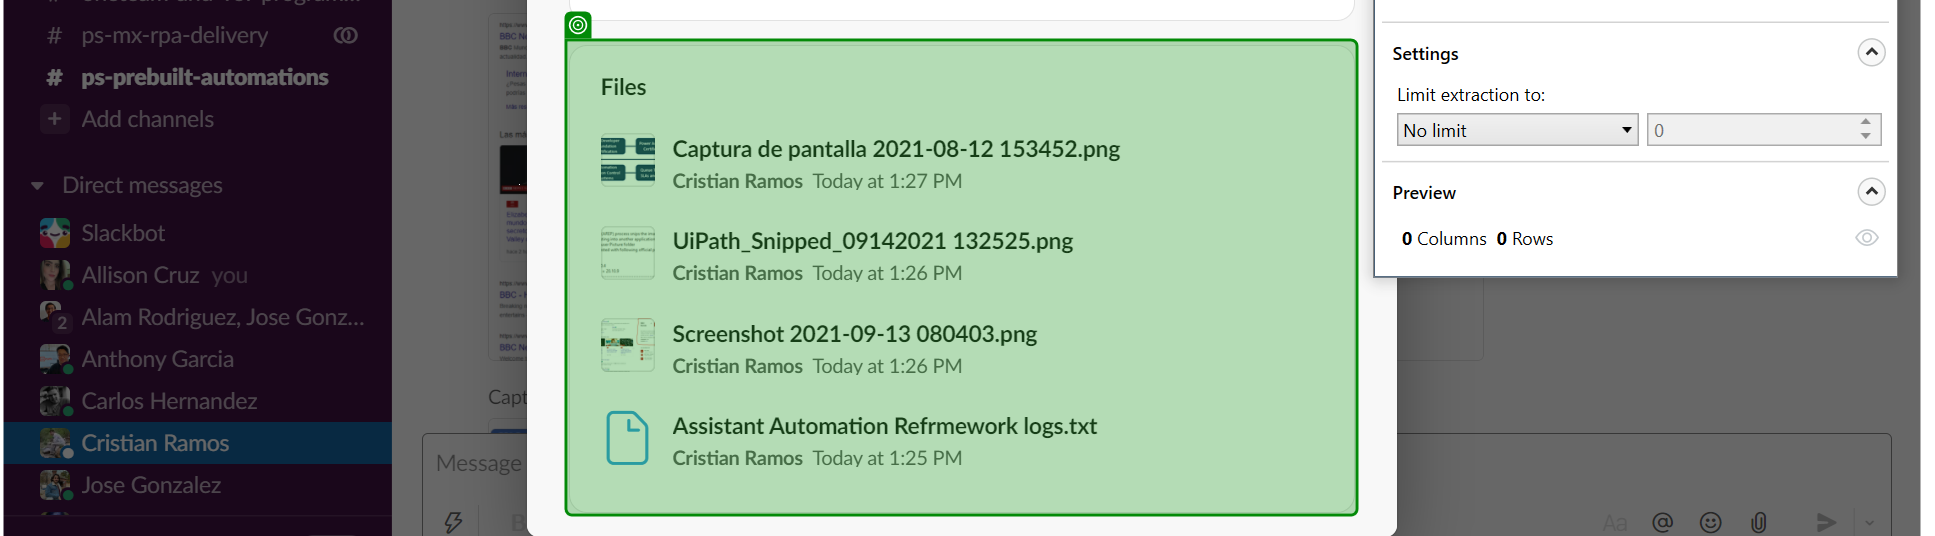 # ps-mx-rpa-delivery
# ps-prebuilt-automations
+ Add channels
Direct messages
Slackbot
Allison Cruz you
2 Alam Rodriguez, Jose Gonz...
Anthony Garcia
Carlos Hernandez
Cristian Ramos
Jose Gonzalez
BBC
Capt
Message
B
Files
Captura de pantalla 2021-08-12 153452.png
Cristian Ramos Today at 1:27 PM
UiPath_Snipped_09142021 132525.png
Cristian Ramos Today at 1:26 PM
Screenshot 2021-09-13 080403.png
Cristian Ramos Today at 1:26 PM
Assistant Automation Refrmework logs.txt
Cristian Ramos Today at 1:25 PM
Aa @
Settings
Limit extraction to:
No limit 0
Preview
0 Columns 0 Rows